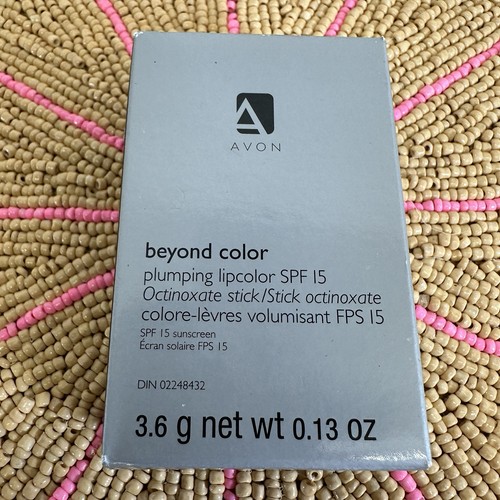 AVON
beyond color
plumping lipcolor SPF 15
Octinoxate stick/Stick octinoxate
colore-lèvres volumisant FPS 15
SPF 15 sunscreen
Écran solaire FPS 15
DIN 02248432
3.6 g net wt 0.13 oz